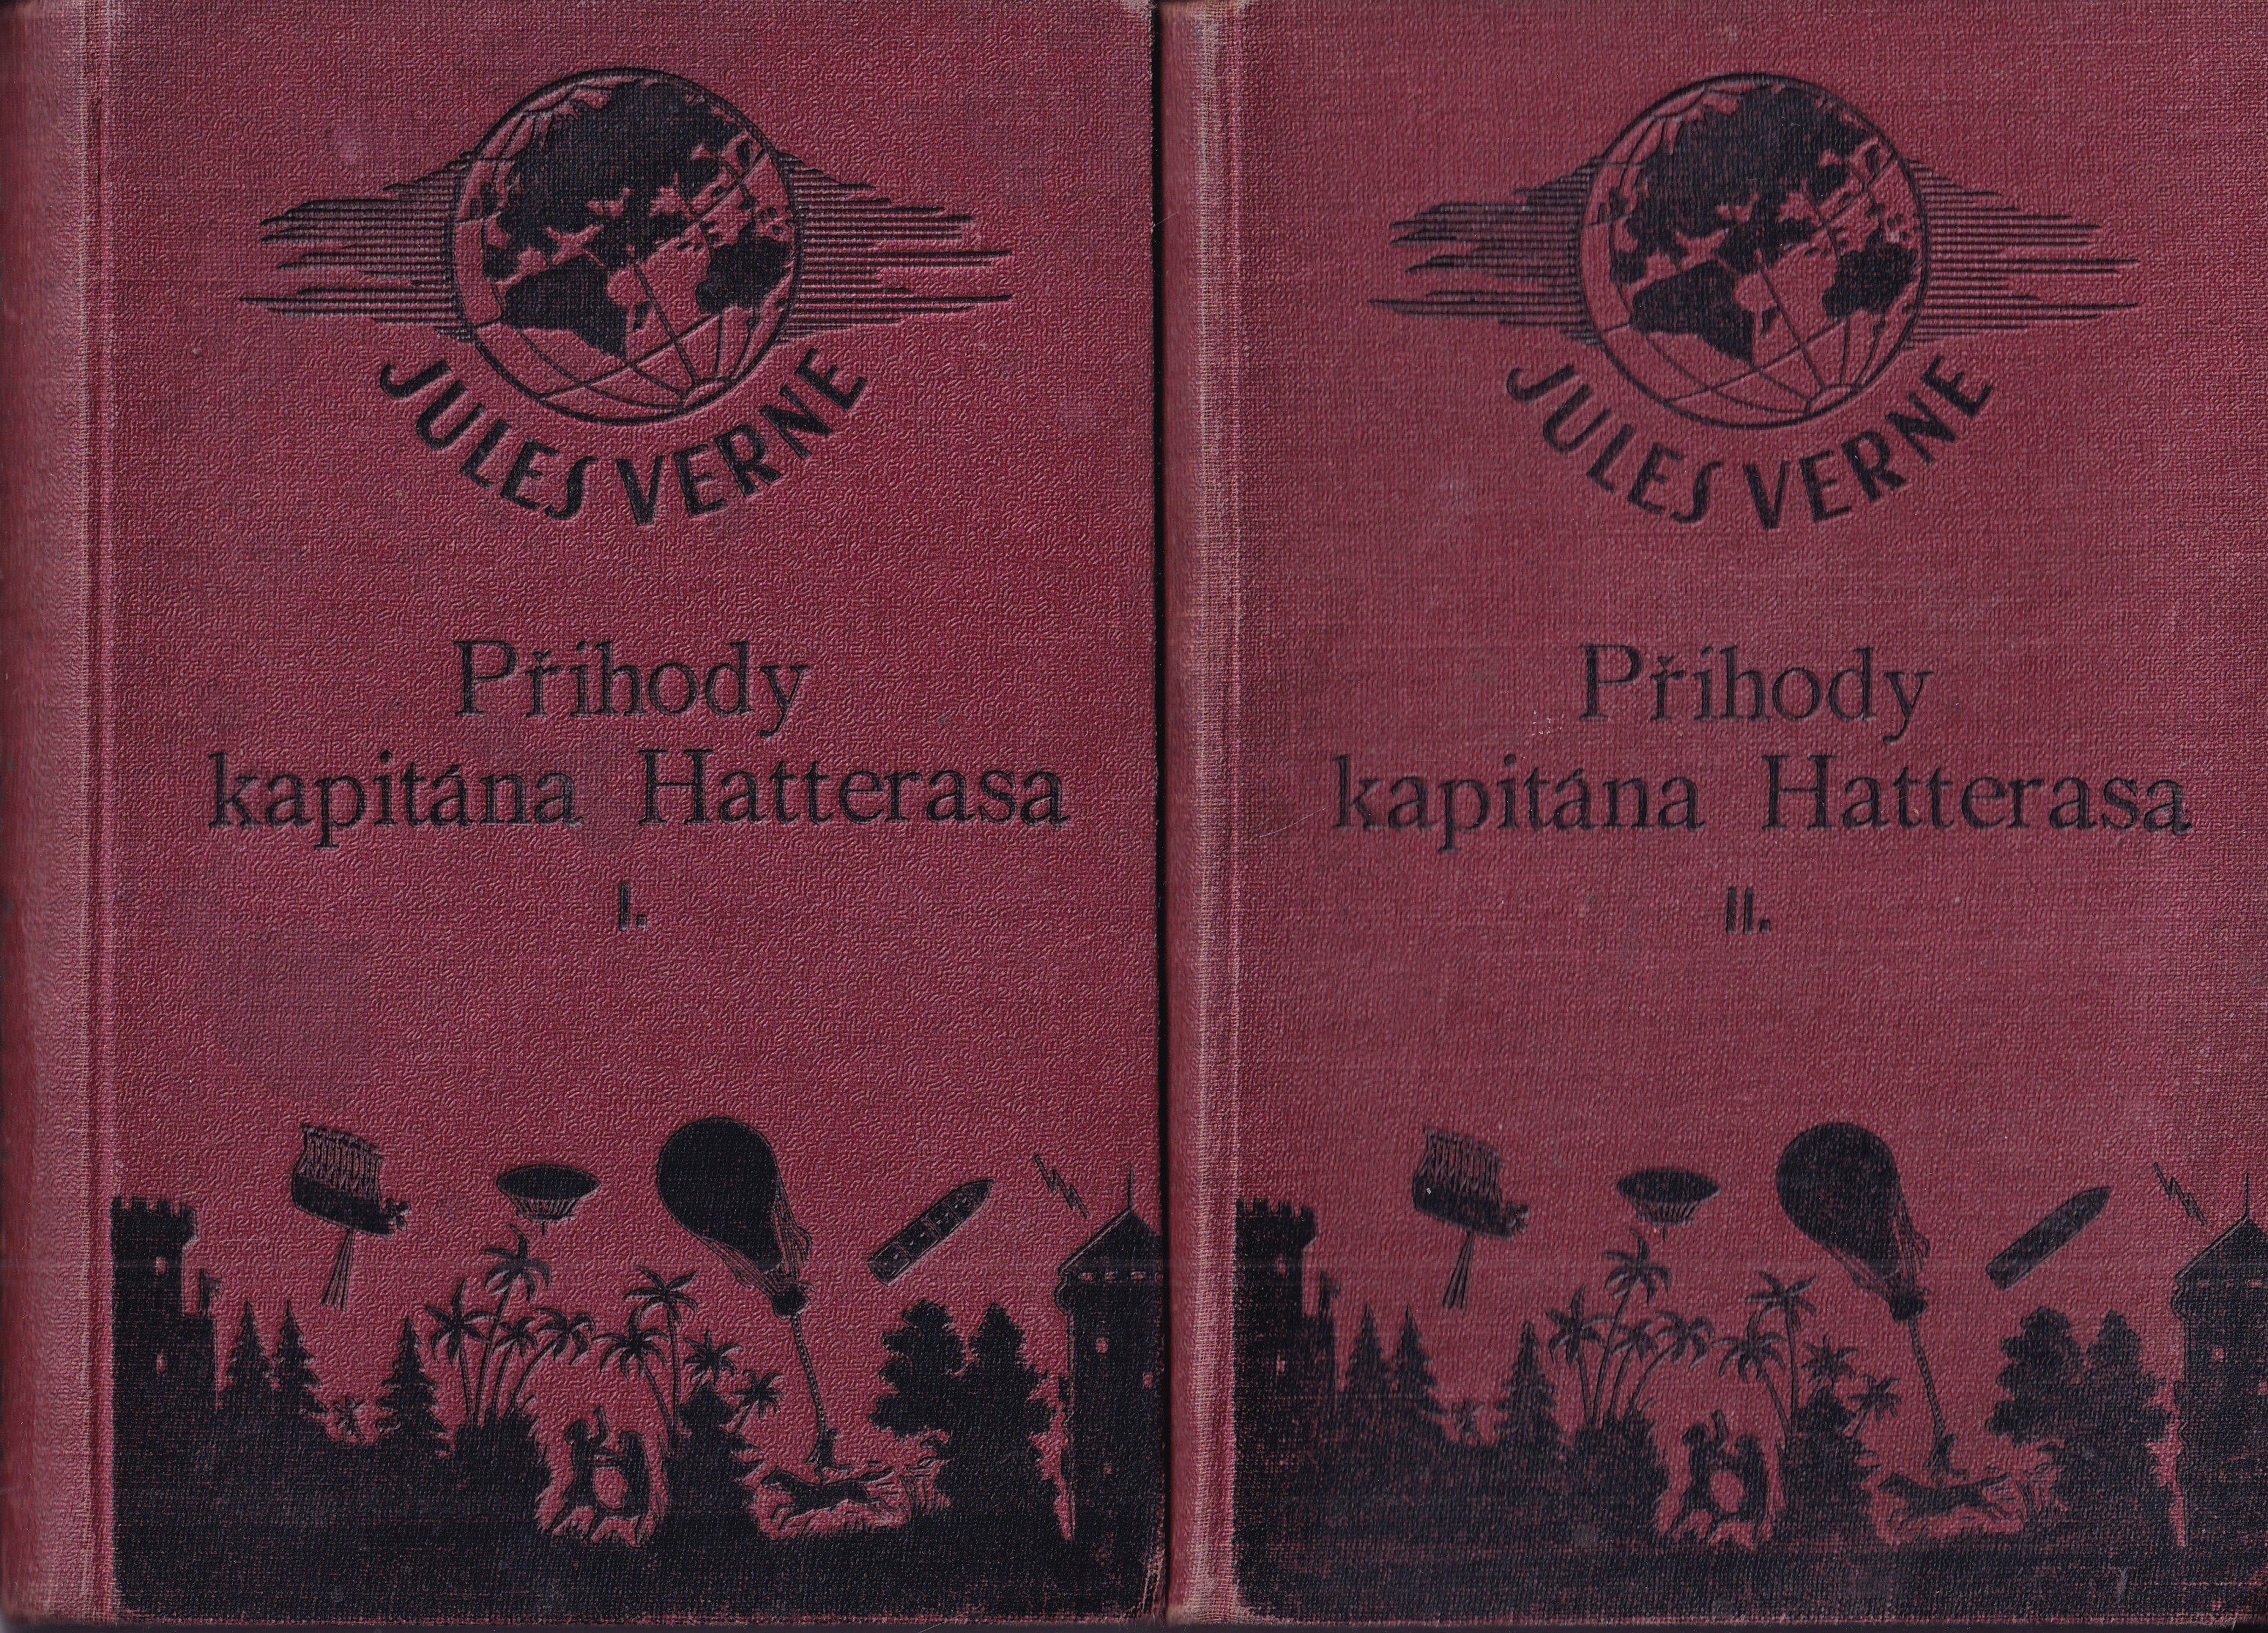 JULES VERNE
Příhody
kapitána Hatterasa
I.
JULES VERNE
Příhody
kapitána Hatterasa
II.